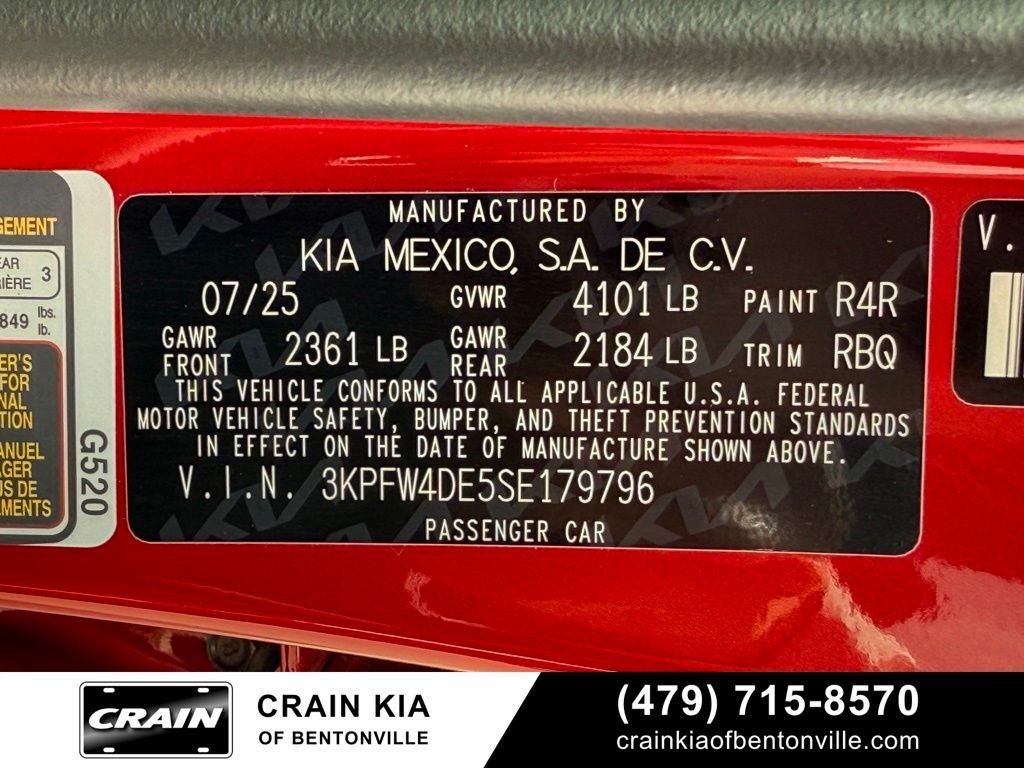 MANUFACTURED BY
KIA MEXICO, S.A. DE C.V.
07/25 GVWR 4101 LB PAINT R4R
GAWR FRONT 2361 LB GAWR REAR 2184 LB TRIM RBQ
THIS VEHICLE CONFORMS TO ALL APPLICABLE U.S.A. FEDERAL
MOTOR VEHICLE SAFETY, BUMPER, AND THEFT PREVENTION STANDARDS
IN EFFECT ON THE DATE OF MANUFACTURE SHOWN ABOVE.
V.I.N. 3KPFW4DE5SE179796
PASSENGER CAR
3
849 lbs.
lb.
G520
V.
CRAIN
CRAIN KIA
OF BENTONVILLE
(479) 715-8570
crainkiaofbentonville.com